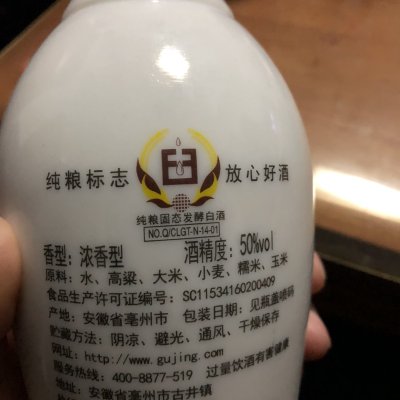 纯粮标志 放心好酒
纯粮固态发酵白酒
NO.Q/CLGT-N-14-01
香型：浓香型 酒精度：50%vol
原料：水、高粱、大米、小麦、糯米、玉米
食品生产许可证编号：SC11534160200409
产地：安徽省亳州市 包装日期：见瓶盖喷码
贮藏方法：阴凉、避光、通风、干燥保存
网址：http://www.gujing.com
服务热线：400-8877-519 过量饮酒有害健康
地址：安徽省亳州市古井镇